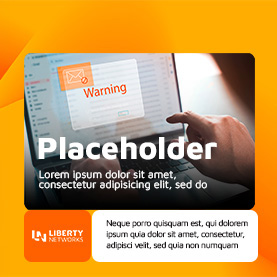 Warning
Placeholder
Lorem ipsum dolor sit amet,
consectetur adipisicing elit, sed do
LIBERTY
NETWORKS
Neque porro quisquam est, qui dolorem
ipsum quia dolor sit amet, consectetur,
adipisci velit, sed quia non numquam